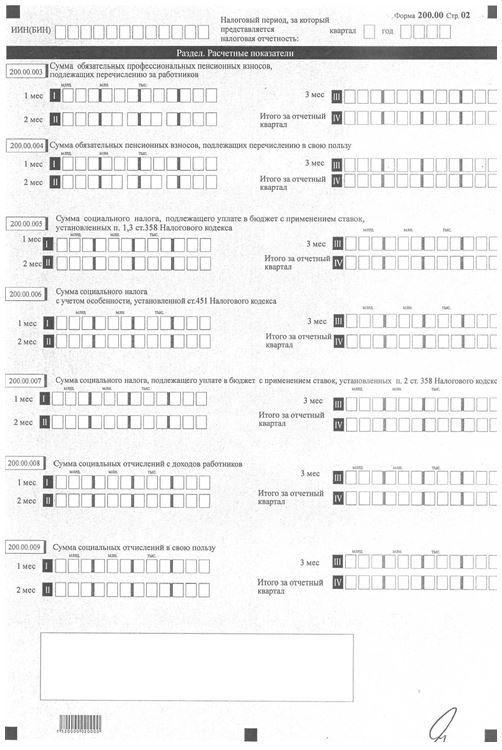 Форма 200.00 Стр. 02
ИИН(БИН)
Налоговый период, за который
представляется
налоговая отчетность:
квартал
год
Раздел. Расчетные показатели
200.00.003
Сумма обязательных профессиональных пенсионных взносов,
подлежащих перечислению за работников
млрд. млн. тыс.
1 мес I
3 мес III
2 мес II
Итого за отчетный
квартал IV
200.00.004
Сумма обязательных пенсионных взносов, подлежащих перечислению в свою пользу
млрд. млн. тыс.
1 мес I
3 мес III
2 мес II
Итого за отчетный
квартал IV
200.00.005
Сумма социального налога, подлежащего уплате в бюджет с применением ставок,
установленных п. 1,3 ст.358 Налогового кодекса
млрд. млн. тыс.
1 мес I
3 мес III
2 мес II
Итого за отчетный
квартал IV
200.00.006
Сумма социального налога
с учетом особенности, установленной ст.451 Налогового кодекса
млрд. млн. тыс.
1 мес I
3 мес III
2 мес II
Итого за отчетный
квартал IV
200.00.007
Сумма социального налога, подлежащего уплате в бюджет с применением ставок, установленных п. 2 ст. 358 Налогового кодекс
млрд. млн. тыс.
1 мес I
3 мес III
2 мес II
Итого за отчетный
квартал IV
200.00.008
Сумма социальных отчислений с доходов работников
млрд. млн. тыс.
1 мес I
3 мес III
2 мес II
Итого за отчетный
квартал IV
200.00.009
Сумма социальных отчислений в свою пользу
млрд. млн. тыс.
1 мес I
3 мес III
2 мес II
Итого за отчетный
квартал IV